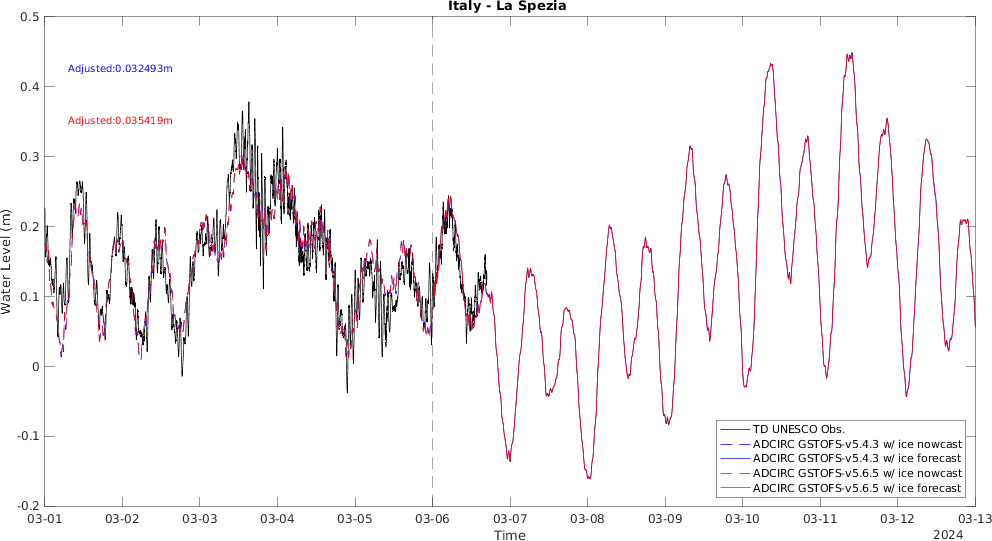 Italy - La Spezia
0.5
0.4
0.3
0.2
0.1
0
-0.1
-0.2
Water Level (m)
Adjusted:0.032493m
Adjusted:0.035419m
TD UNESCO Obs.
ADCIRC GSTOFS-v5.4.3 w/ ice nowcast
ADCIRC GSTOFS-v5.4.3 w/ ice forecast
ADCIRC GSTOFS-v5.6.5 w/ ice nowcast
ADCIRC GSTOFS-v5.6.5 w/ ice forecast
03-01 03-02 03-03 03-04 03-05 03-06 03-07 03-08 03-09 03-10 03-11 03-12 03-13
Time
2024